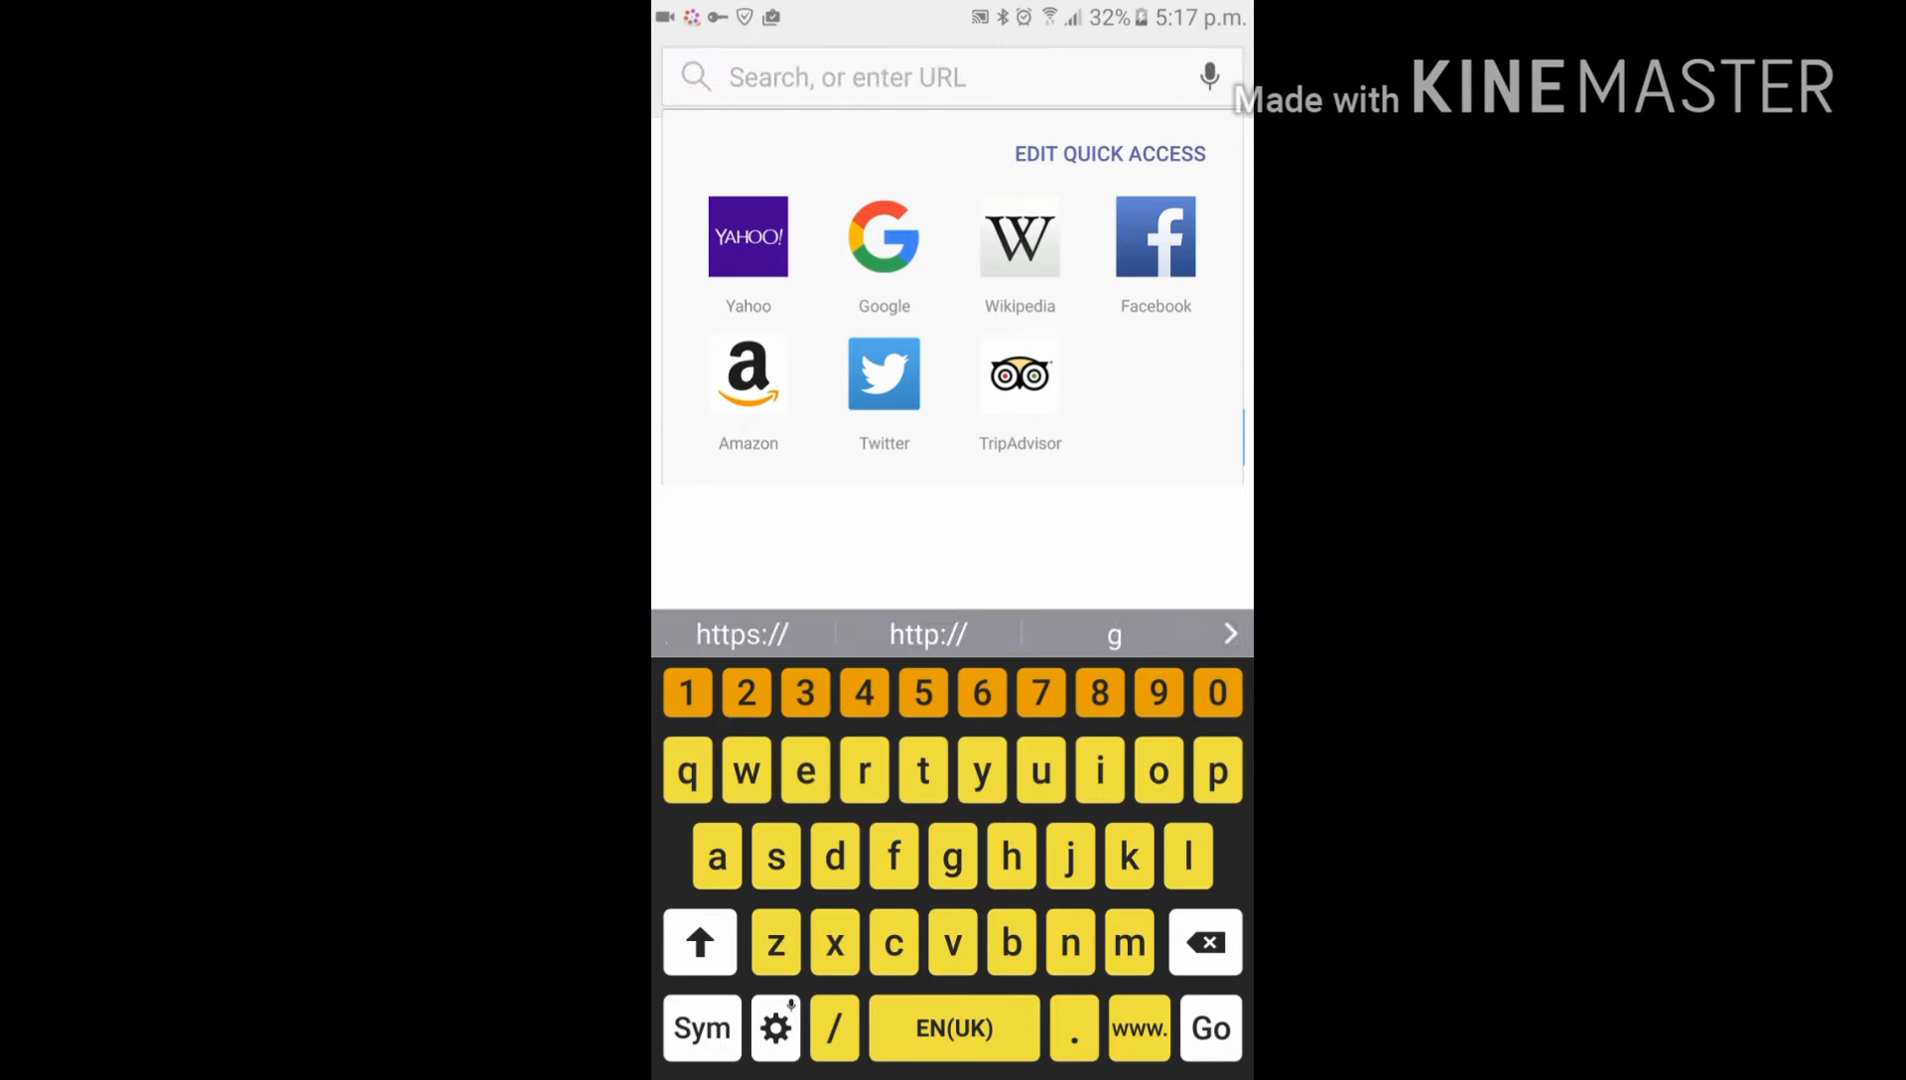 32% 5:17 p.m.
Search, or enter URL
Made with KINEMASTER
EDIT QUICK ACCESS
YAHOO! G W f
Yahoo Google Wikipedia Facebook
a
Amazon Twitter TripAdvisor
https:// http:// g
1 2 3 4 5 6 7 8 9 0
q w e r t y u i o p
a s d f g h j k l
z x c v b n m
Sym / EN(UK) . www. Go